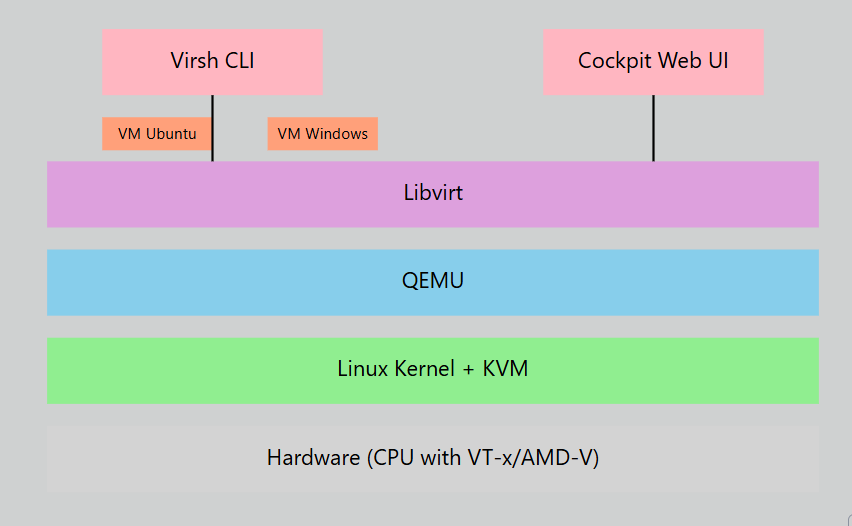 Virsh CLI
Cockpit Web UI
VM Ubuntu
VM Windows
Libvirt
QEMU
Linux Kernel + KVM
Hardware (CPU with VT-x/AMD-V)